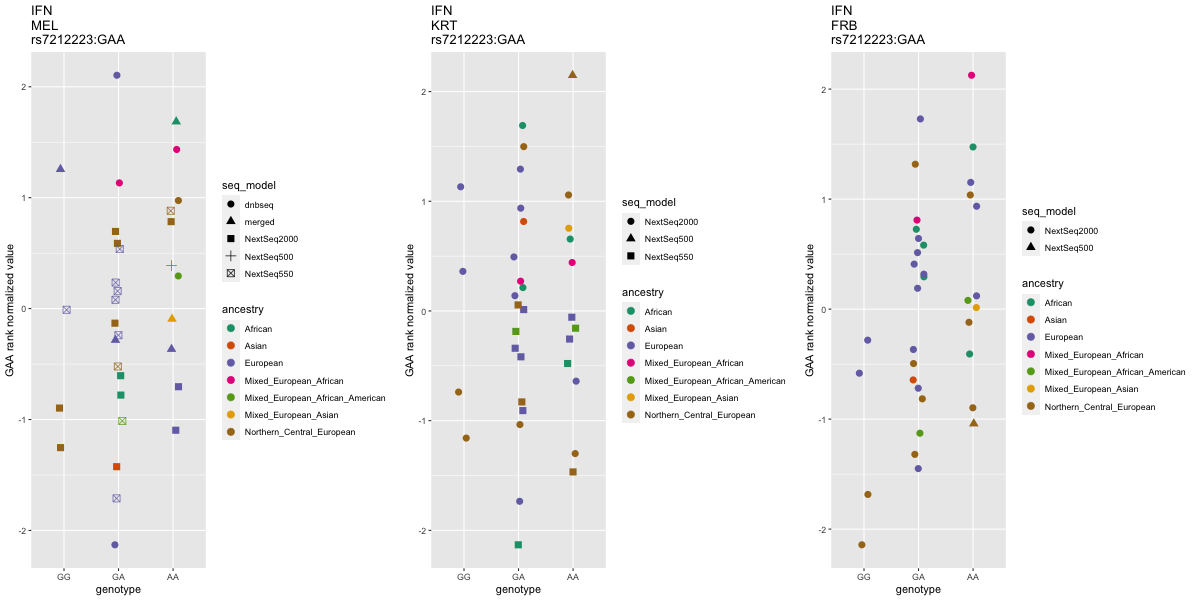 IFN
MEL
rs7212223:GAA
GAA rank normalized value
2
1
0
-1
-2
GG
GA
AA
genotype
seq_model
dnbseq
merged
NextSeq2000
NextSeq500
NextSeq550
ancestry
African
Asian
European
Mixed_European_African
Mixed_European_African_American
Mixed_European_Asian
Northern_Central_European
IFN
KRT
rs7212223:GAA
GAA rank normalized value
2
1
0
-1
-2
GG
GA
AA
genotype
seq_model
NextSeq2000
NextSeq500
NextSeq550
ancestry
African
Asian
European
Mixed_European_African
Mixed_European_African_American
Mixed_European_Asian
Northern_Central_European
IFN
FRB
rs7212223:GAA
GAA rank normalized value
2
1
0
-1
-2
GG
GA
AA
genotype
seq_model
NextSeq2000
NextSeq500
ancestry
African
Asian
European
Mixed_European_African
Mixed_European_African_American
Mixed_European_Asian
Northern_Central_European